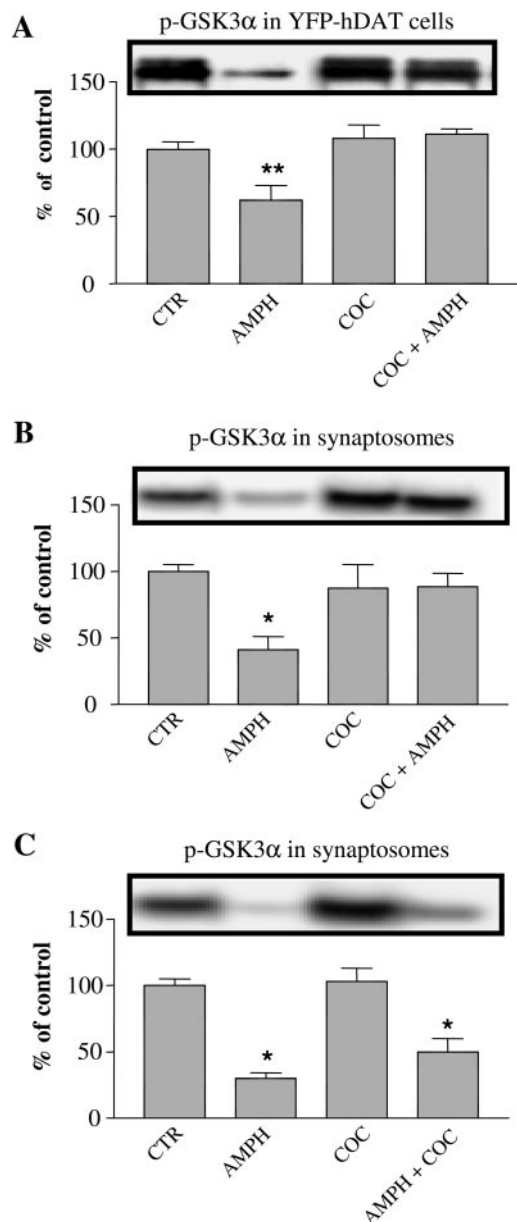 A
p-GSK3α in YFP-hDAT cells
% of control
150
100
50
0
**
CTR
AMPH
COC
COC + AMPH
B
p-GSK3α in synaptosomes
% of control
150
100
50
0
*
CTR
AMPH
COC
COC + AMPH
C
p-GSK3α in synaptosomes
% of control
150
100
50
0
*
*
CTR
AMPH
COC
AMPH + COC